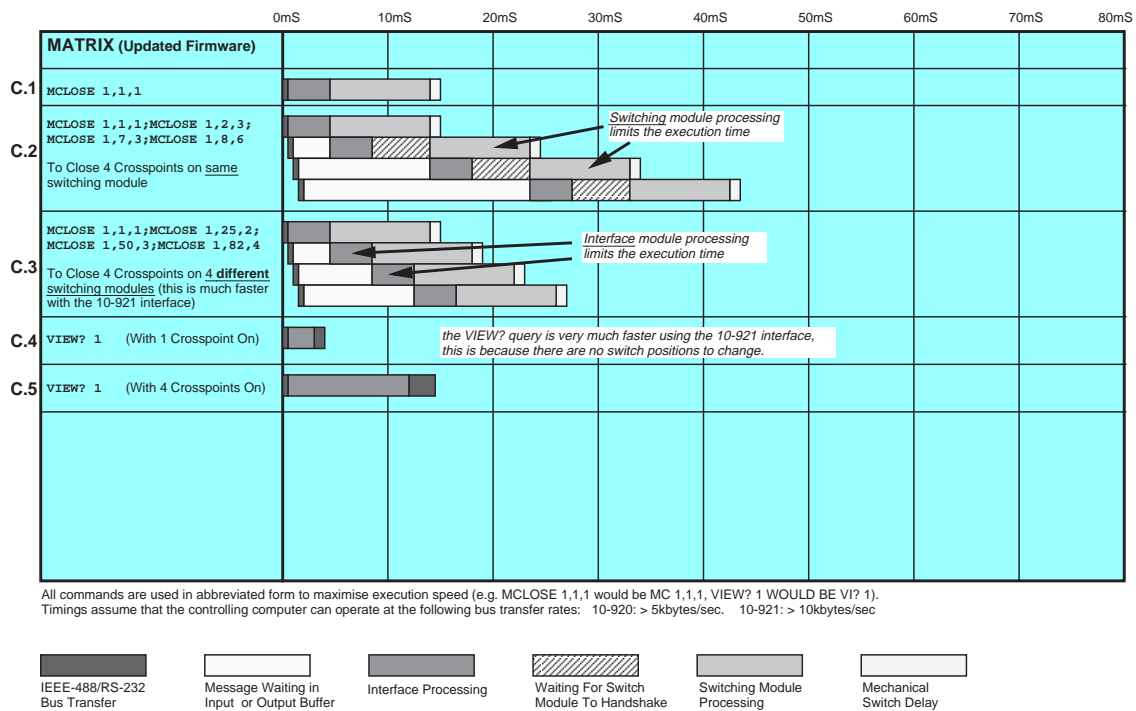 0mS 10mS 20mS 30mS 40mS 50mS 60mS 70mS 80mS
MATRIX (Updated Firmware)
C.1 MCLOSE 1,1,1
C.2
MCLOSE 1,1,1;MCLOSE 1,2,3;
MCLOSE 1,7,3;MCLOSE 1,8,6
To Close 4 Crosspoints on same
switching module
Switching module processing
limits the execution time
C.3
MCLOSE 1,1,1;MCLOSE 1,25,2;
MCLOSE 1,50,3;MCLOSE 1,82,4
To Close 4 Crosspoints on 4 different
switching modules (this is much faster
with the 10-921 interface)
Interface module processing
limits the execution time
C.4 VIEW? 1 (With 1 Crosspoint On)
the VIEW? query is very much faster using the 10-921 interface,
this is because there are no switch positions to change.
C.5 VIEW? 1 (With 4 Crosspoints On)
All commands are used in abbreviated form to maximise execution speed (e.g. MCLOSE 1,1,1 would be MC 1,1,1, VIEW? 1 WOULD BE VI? 1).
Timings assume that the controlling computer can operate at the following bus transfer rates: 10-920: > 5kbytes/sec. 10-921: > 10kbytes/sec
IEEE-488/RS-232
Bus Transfer
Message Waiting in
Input or Output Buffer
Interface Processing
Waiting For Switch
Module To Handshake
Switching Module
Processing
Mechanical
Switch Delay